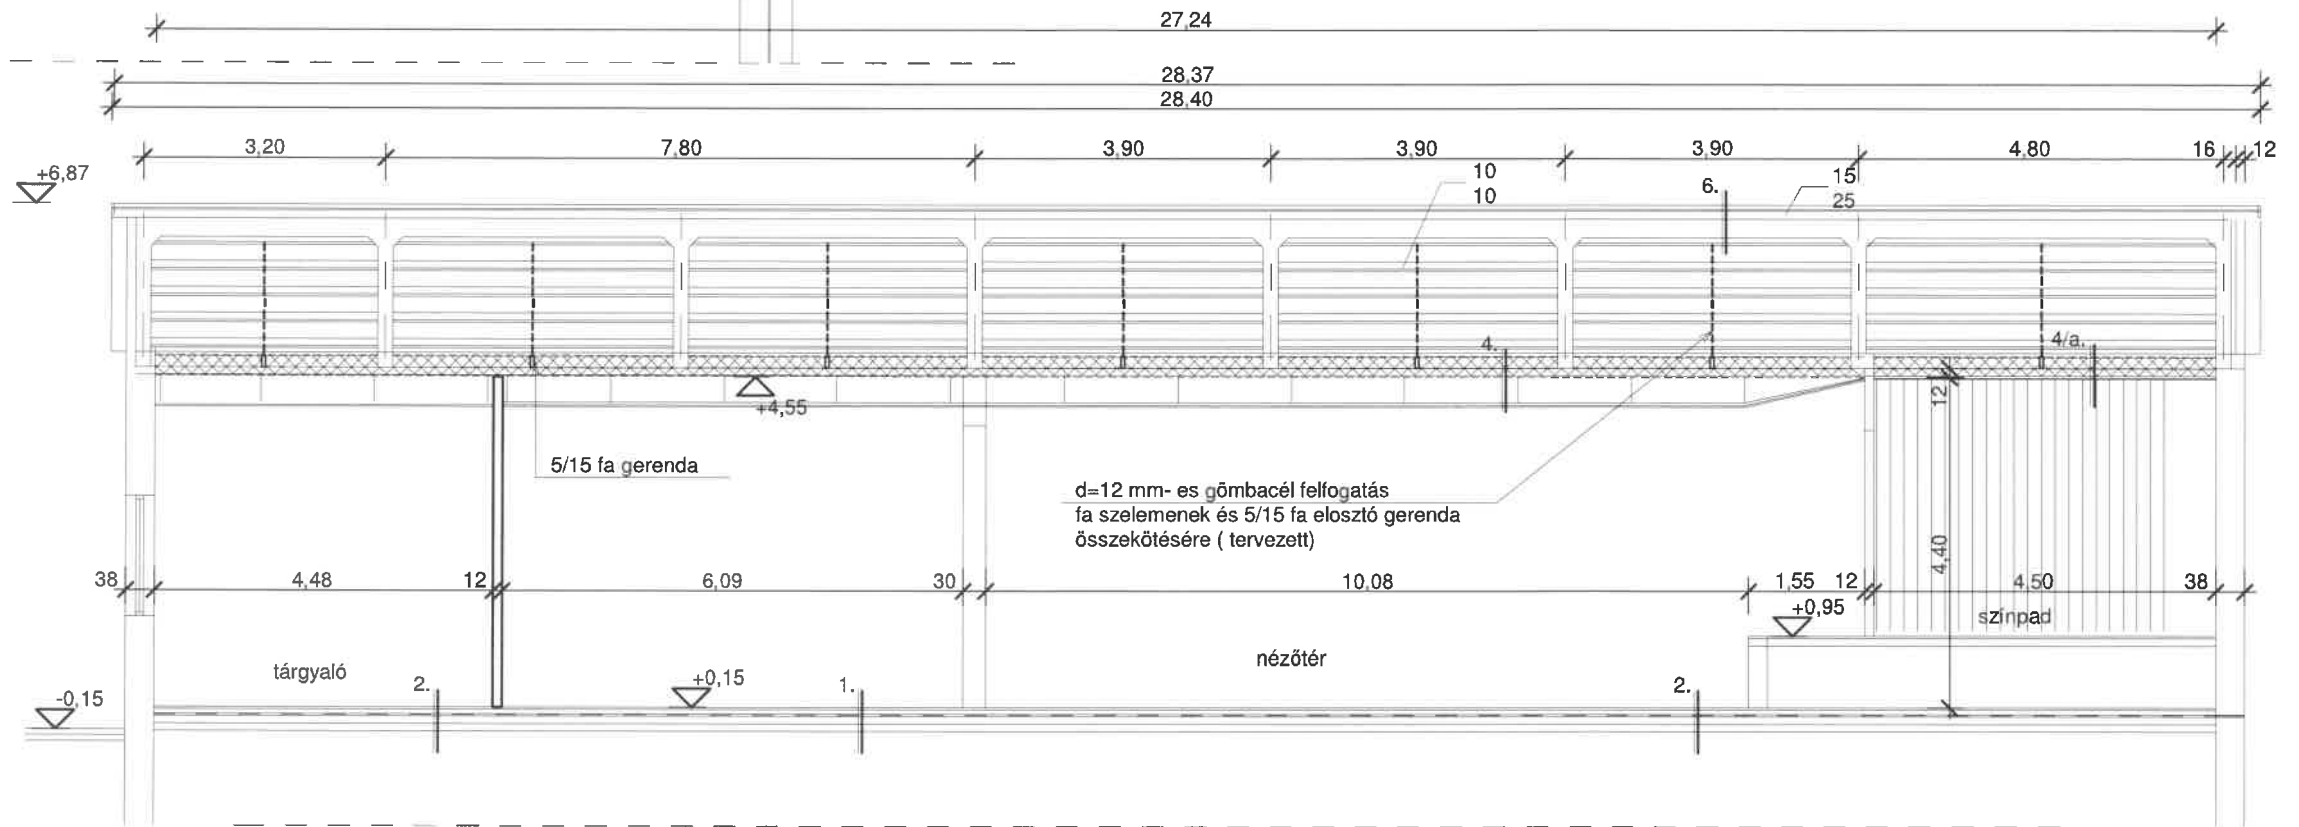 27,24
28,37
28,40
3,20 7,80 3,90 3,90 3,90 4,80 16 12
+6,87
10
10
6.
15
25
4.
4/a.
+4,55
12
5/15 fa gerenda
d=12 mm- es gömbacél felfogatás
fa szelemenek és 5/15 fa elosztó gerenda
összekötésére ( tervezett)
4,40
38 4,48 12 6,09 30 10,08 1,55 12 4,50 38
+0,95
színpad
tárgyaló
nézőtér
2.
+0,15
1.
2.
-0,15